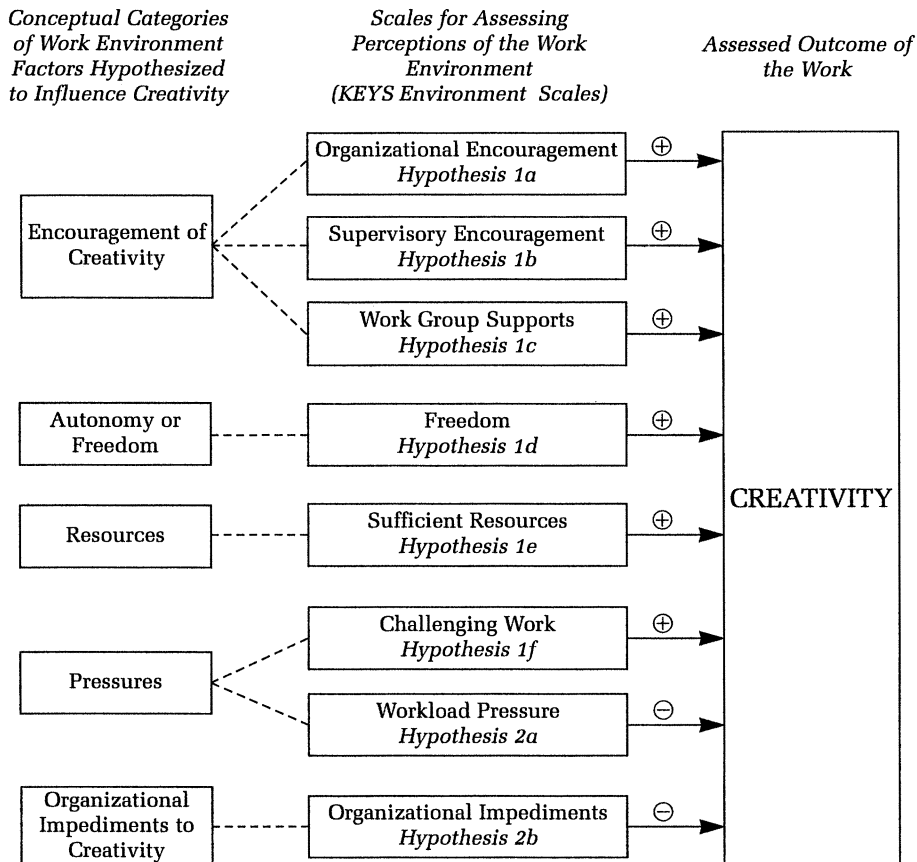 Conceptual Categories
of Work Environment
Factors Hypothesized
to Influence Creativity
Scales for Assessing
Perceptions of the Work
Environment
(KEYS Environment Scales)
Assessed Outcome of
the Work
Encouragement of
Creativity
Organizational Encouragement
Hypothesis 1a
⊕
Supervisory Encouragement
Hypothesis 1b
⊕
Work Group Supports
Hypothesis 1c
⊕
Autonomy or
Freedom
Freedom
Hypothesis 1d
⊕
Resources
Sufficient Resources
Hypothesis 1e
⊕
Pressures
Challenging Work
Hypothesis 1f
⊕
Workload Pressure
Hypothesis 2a
⊖
Organizational
Impediments to
Creativity
Organizational Impediments
Hypothesis 2b
⊖
CREATIVITY